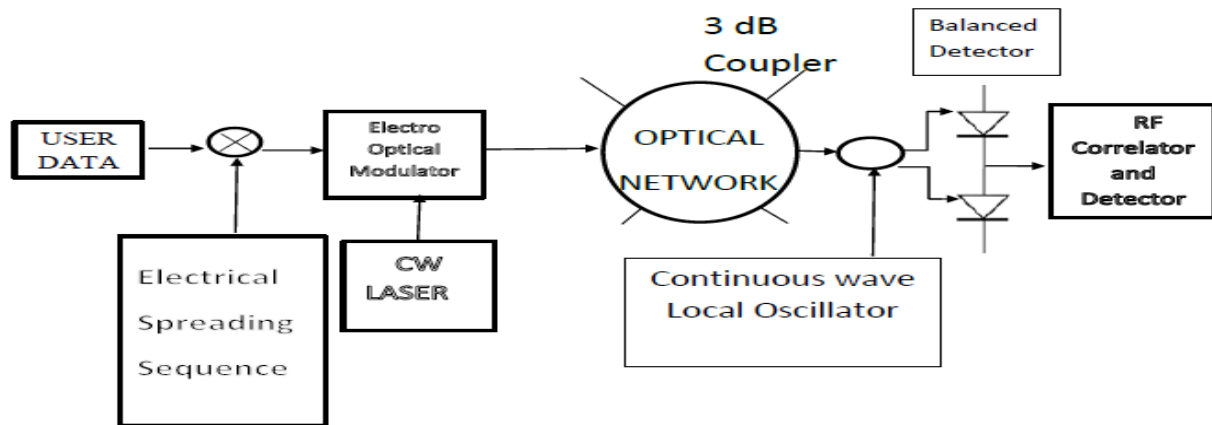 3 dB
Coupler
Balanced
Detector
USER
DATA
Electro
Optical
Modulator
OPTICAL
NETWORK
RF
Correlator
and
Detector
Electrical
Spreading
Sequence
CW
LASER
Continuous wave
Local Oscillator